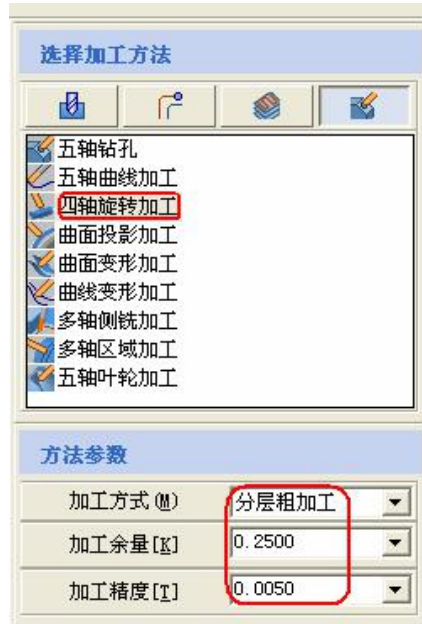 选择加工方法
五轴钻孔
五轴曲线加工
四轴旋转加工
曲面投影加工
曲面变形加工
曲线变形加工
多轴侧铣加工
多轴区域加工
五轴叶轮加工
方法参数
加工方式(M) 分层粗加工
加工余量[K] 0.2500
加工精度[T] 0.0050